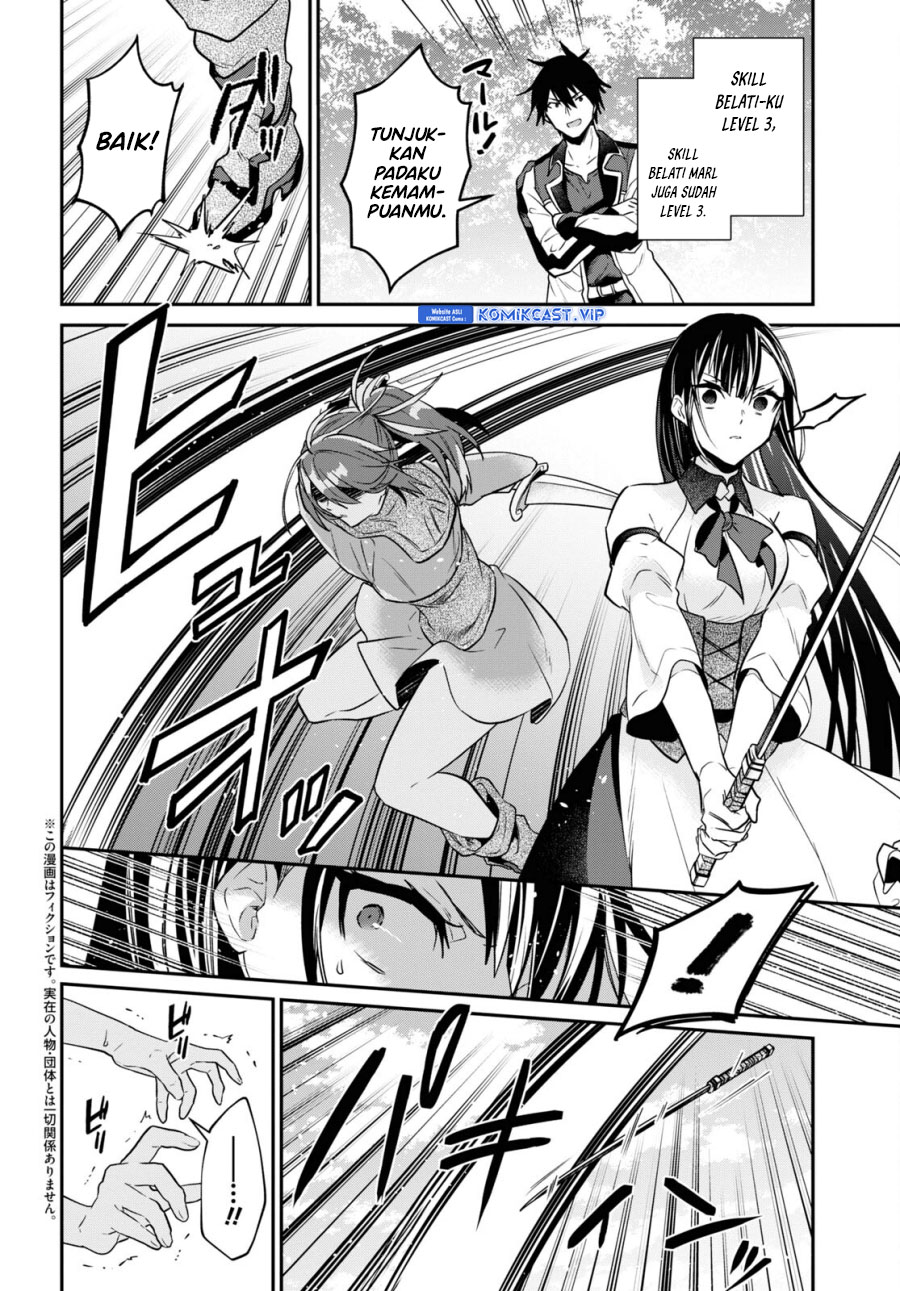 SKILL
BELATI-KU
LEVEL 3,
SKILL
BELATI MARL
JUGA SUDAH
LEVEL 3.
マール!
TUNJUK-
KAN
PADAKU
KEMAM-
PUANMU.
BAIK!
ダッ
Website ASLI
KOMIKCAST Cuma :
KOMIKCAST.VIP
ヒュオッ
!
バキィン
ビリ
ビリ
———…!!
※この漫画はフィクションです。実在の人物・団体とは一切関係ありません。